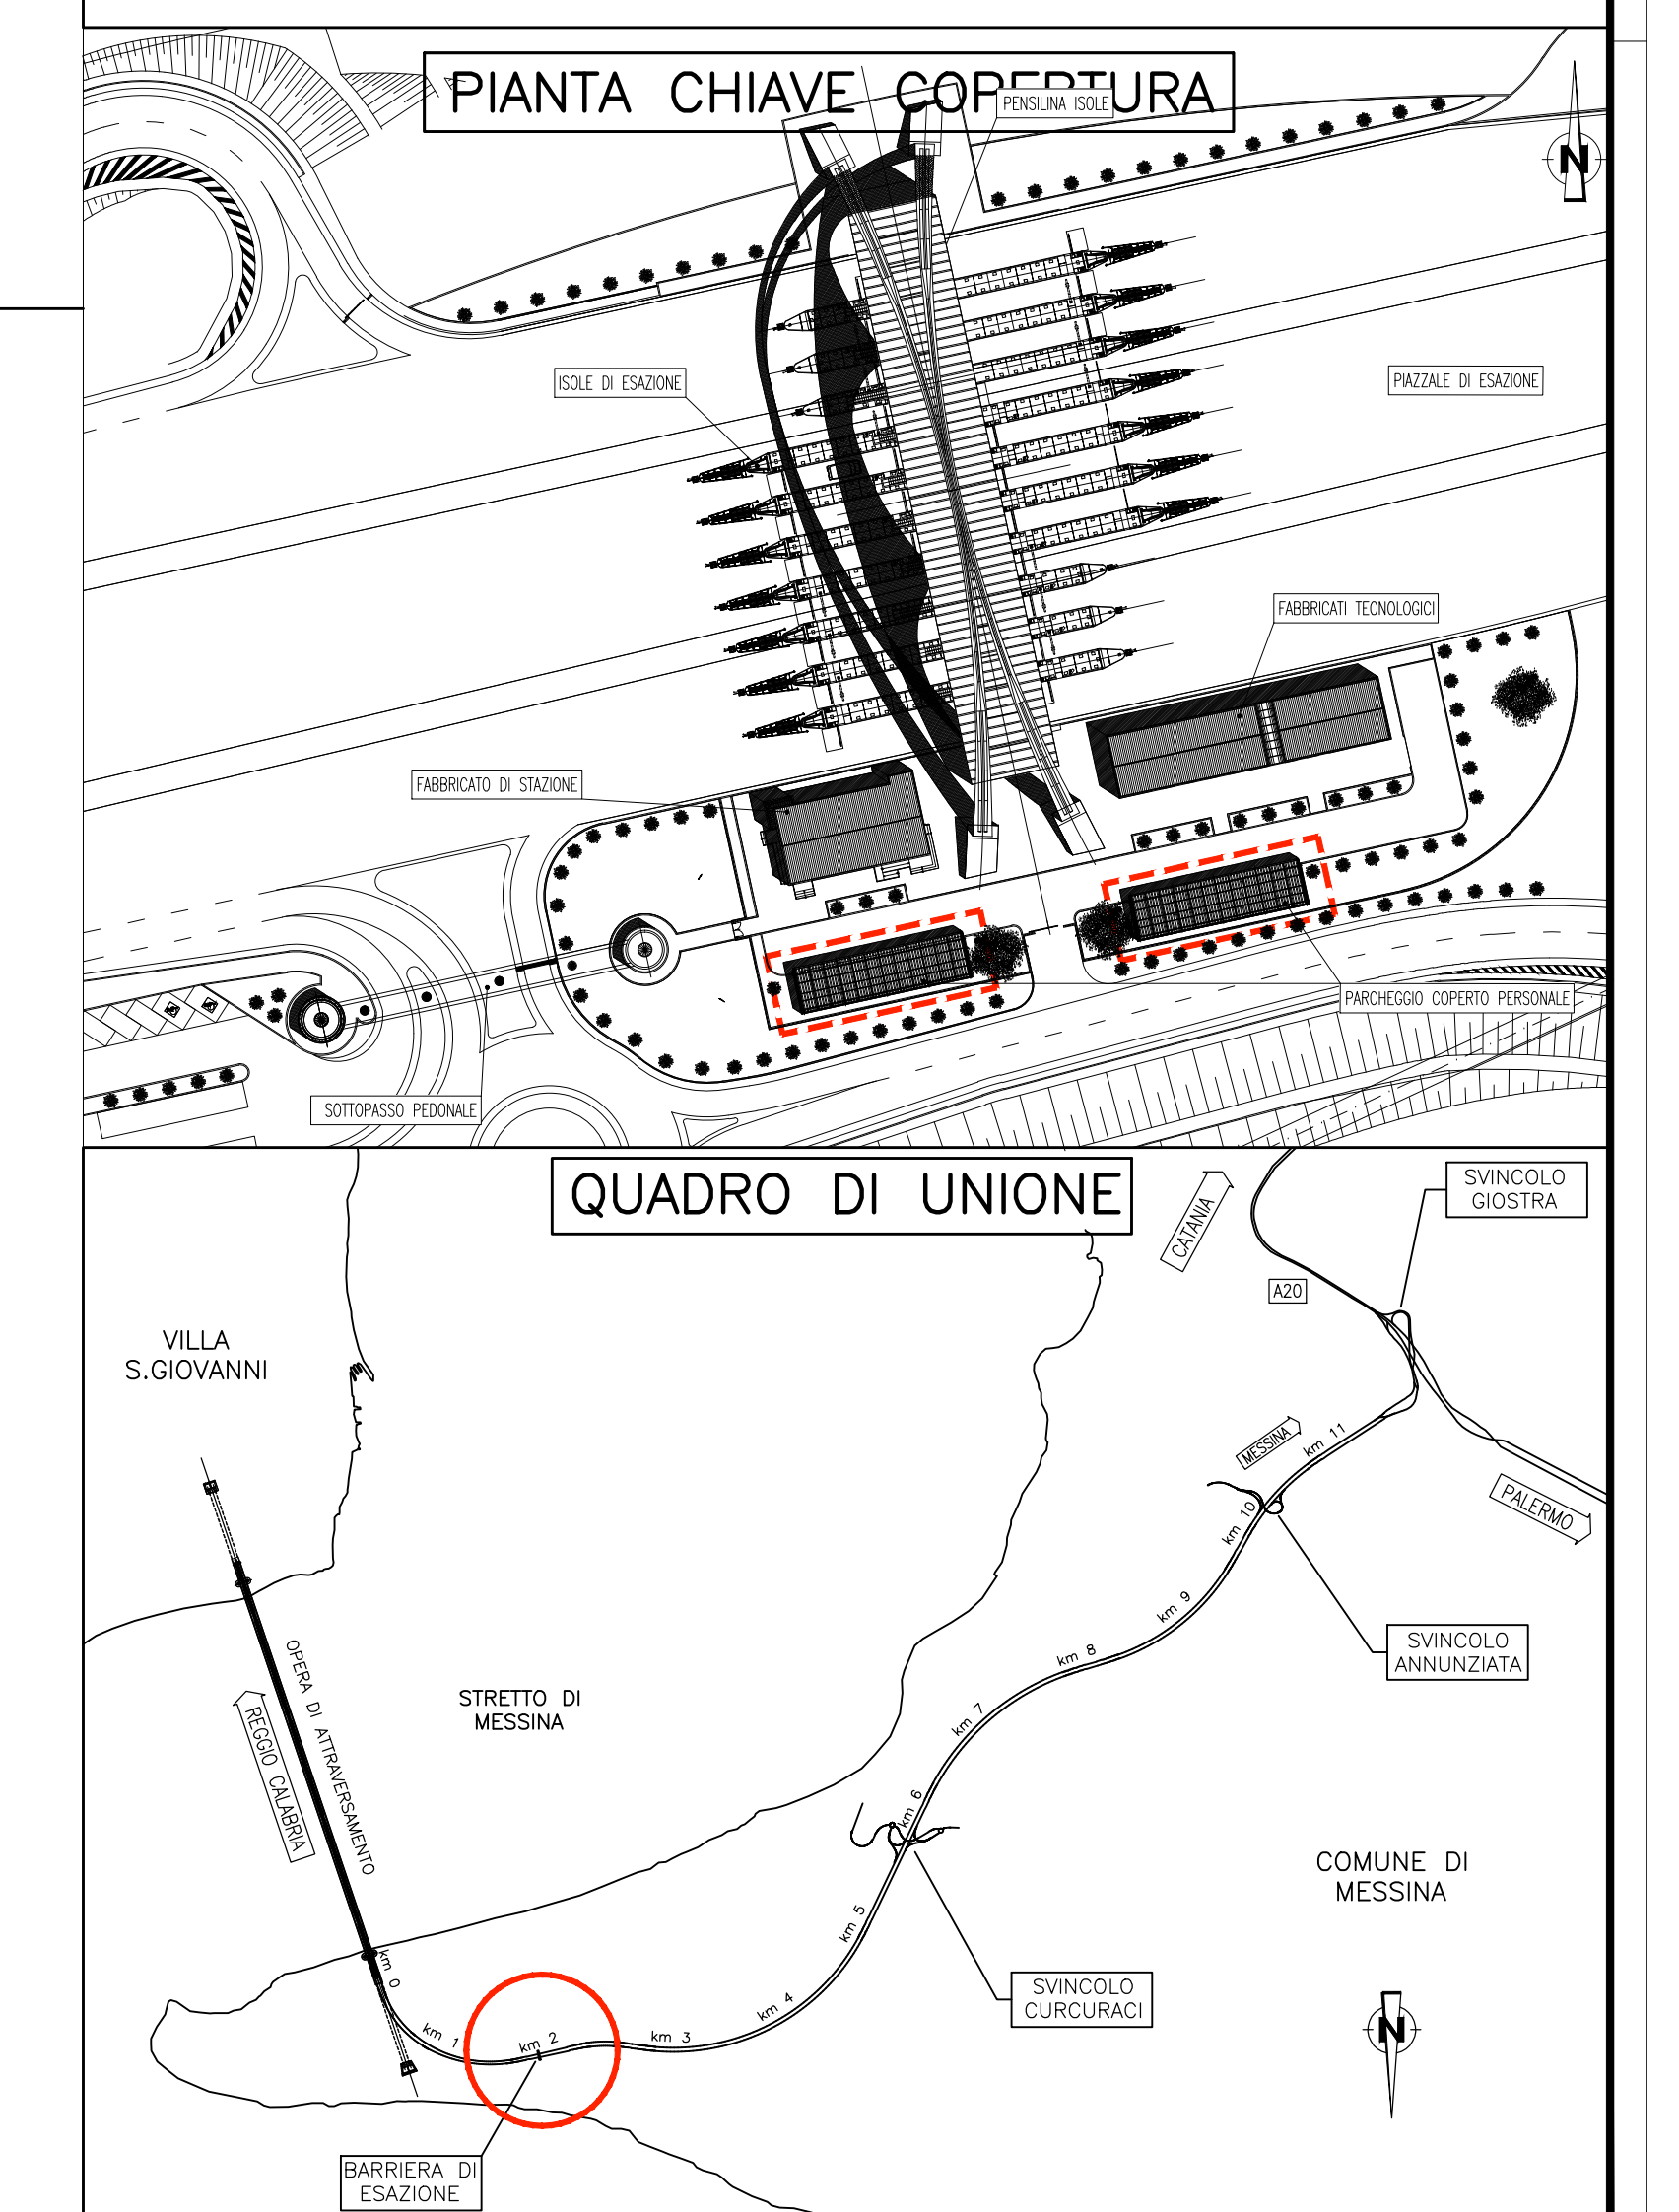 PIANTA CHIAVE COPERTURA
PENSILINA ISOLE
N
ISOLE DI ESAZIONE
PIAZZALE DI ESAZIONE
FABBRICATI TECNOLOGICI
FABBRICATO DI STAZIONE
PARCHEGGIO COPERTO PERSONALE
SOTTOPASSO PEDONALE
QUADRO DI UNIONE
SVINCOLO
GIOSTRA
CATANIA
A20
VILLA
S.GIOVANNI
MESSINA
km 11
PALERMO
km 10
km 9
SVINCOLO
ANNUNZIATA
km 8
OPERA DI ATTRAVERSAMENTO
REGGIO CALABRIA
STRETTO DI
MESSINA
km 7
km 6
COMUNE DI
MESSINA
km 5
km 0
SVINCOLO
CURCURACI
km 4
km 1
km 2
km 3
N
BARRIERA DI
ESAZIONE